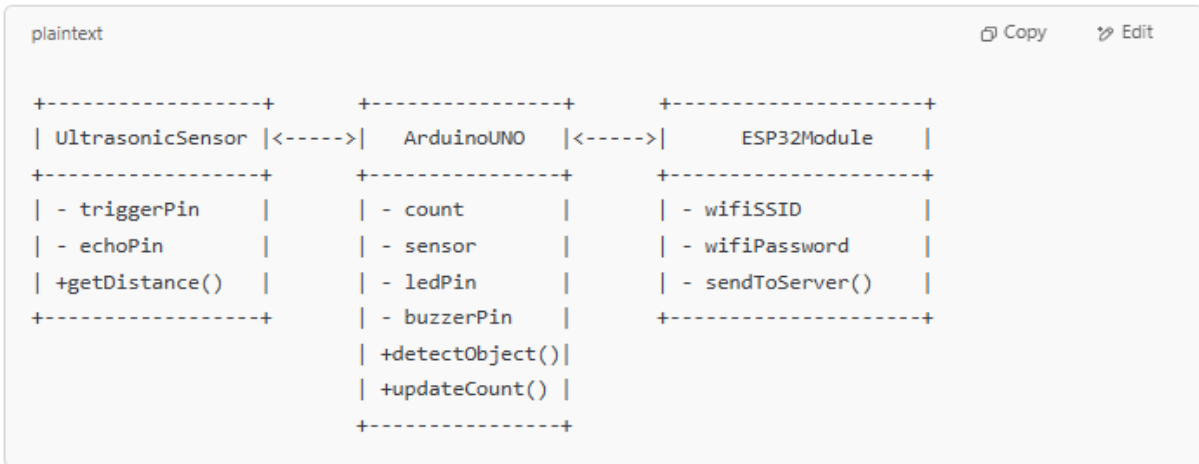 plaintext Copy Edit
+------------------+      +----------------+      +---------------------+
| UltrasonicSensor |<----->|   ArduinoUNO   |<----->|      ESP32Module    |
+------------------+      +----------------+      +---------------------+
| - triggerPin     |      | - count        |      | - wifiSSID          |
| - echoPin        |      | - sensor       |      | - wifiPassword      |
| +getDistance()   |      | - ledPin       |      | - sendToServer()    |
+------------------+      | - buzzerPin    |      +---------------------+
                          | +detectObject()|
                          | +updateCount() |
                          +----------------+